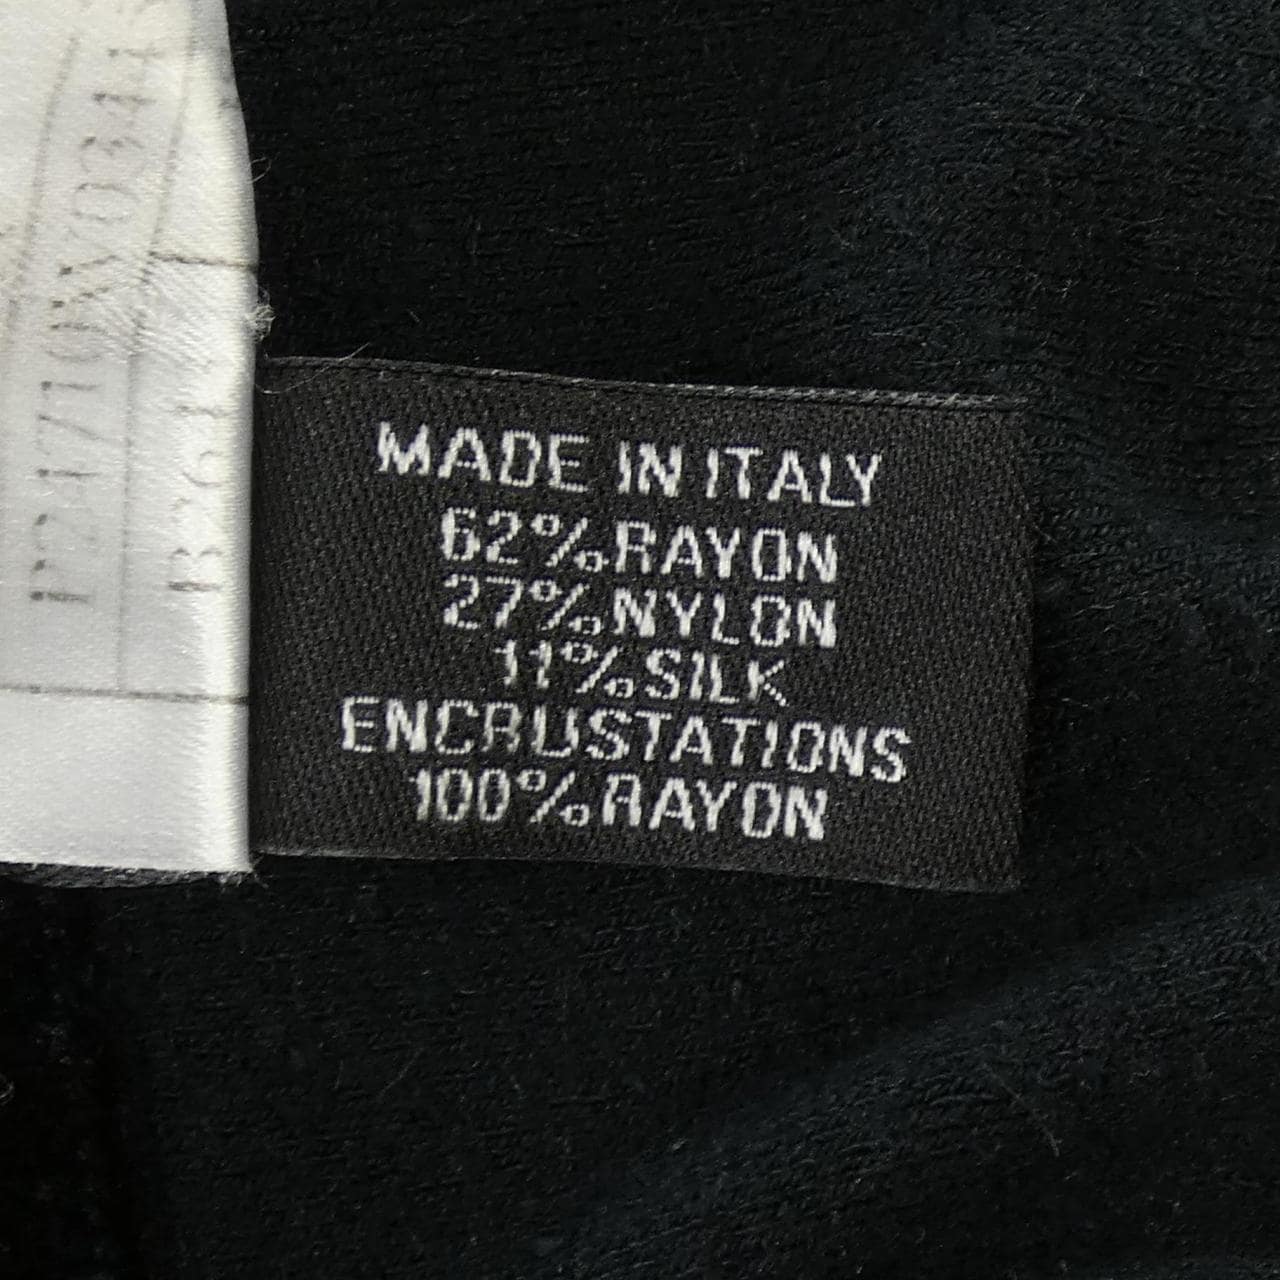 MADE IN ITALY
62%RAYON
27%NYLON
11%SILK
ENCRUSTATIONS
100%RAYON